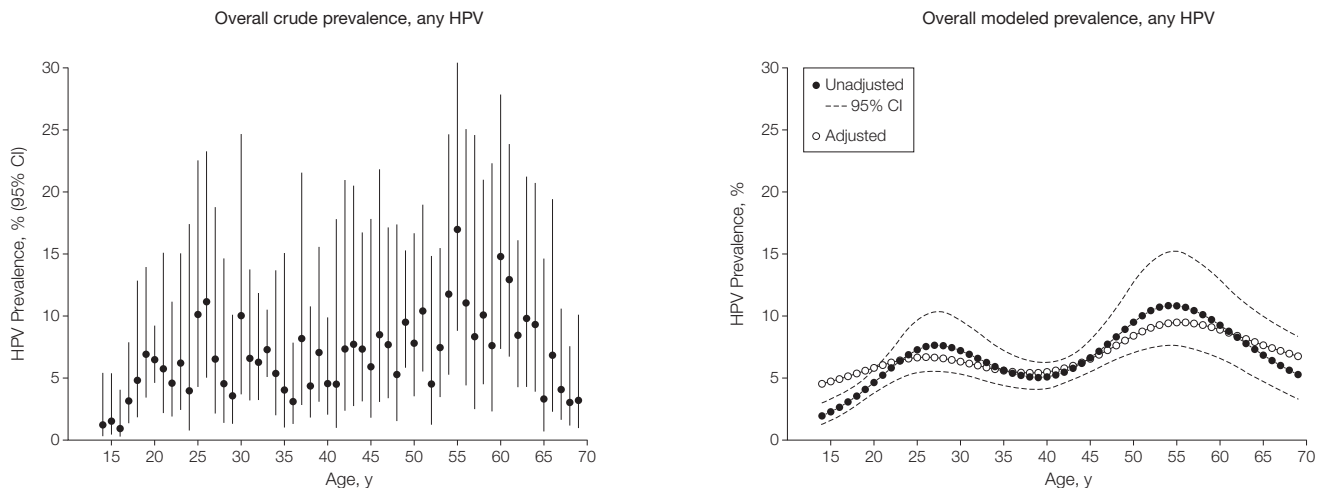 Overall crude prevalence, any HPV
HPV Prevalence, % (95% CI)
30
25
20
15
10
5
0
15 20 25 30 35 40 45 50 55 60 65 70
Age, y
Overall modeled prevalence, any HPV
HPV Prevalence, %
30
25
20
15
10
5
0
Unadjusted
95% CI
Adjusted
15 20 25 30 35 40 45 50 55 60 65 70
Age, y